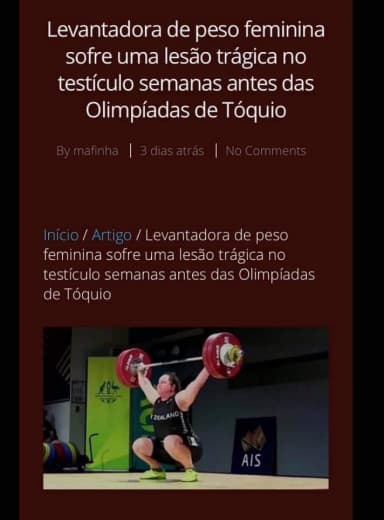 Levantadora de peso feminina
sofre uma lesão trágica no
testículo semanas antes das
Olimpíadas de Tóquio
By mafinha | 3 dias atrás | No Comments
Início / Artigo / Levantadora de peso
feminina sofre uma lesão trágica no
testículo semanas antes das Olimpíadas
de Tóquio
ZEALAND
AIS